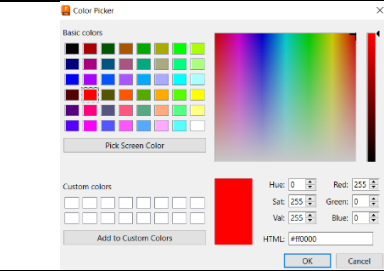 Color Picker
Basic colors
Pick Screen Color
Custom colors
Add to Custom Colors
Hue: 0 Red: 255
Sat: 255 Green: 0
Val: 255 Blue: 0
HTML: #ff0000
OK Cancel